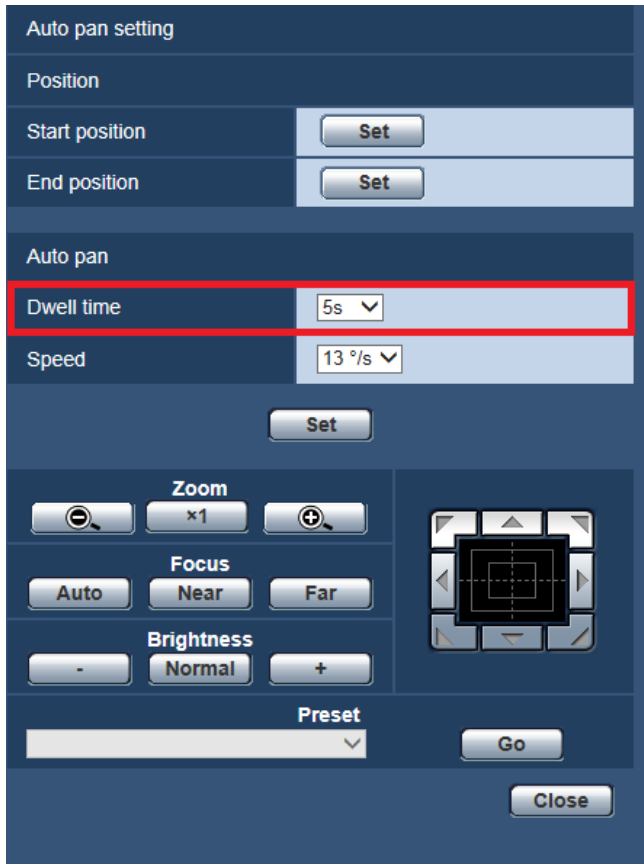 Auto pan setting
Position
Start position Set
End position Set
Auto pan
Dwell time 5s
Speed 13 °/s
Set
Zoom
×1
Focus
Auto Near Far
Brightness
- Normal +
Preset
Go
Close